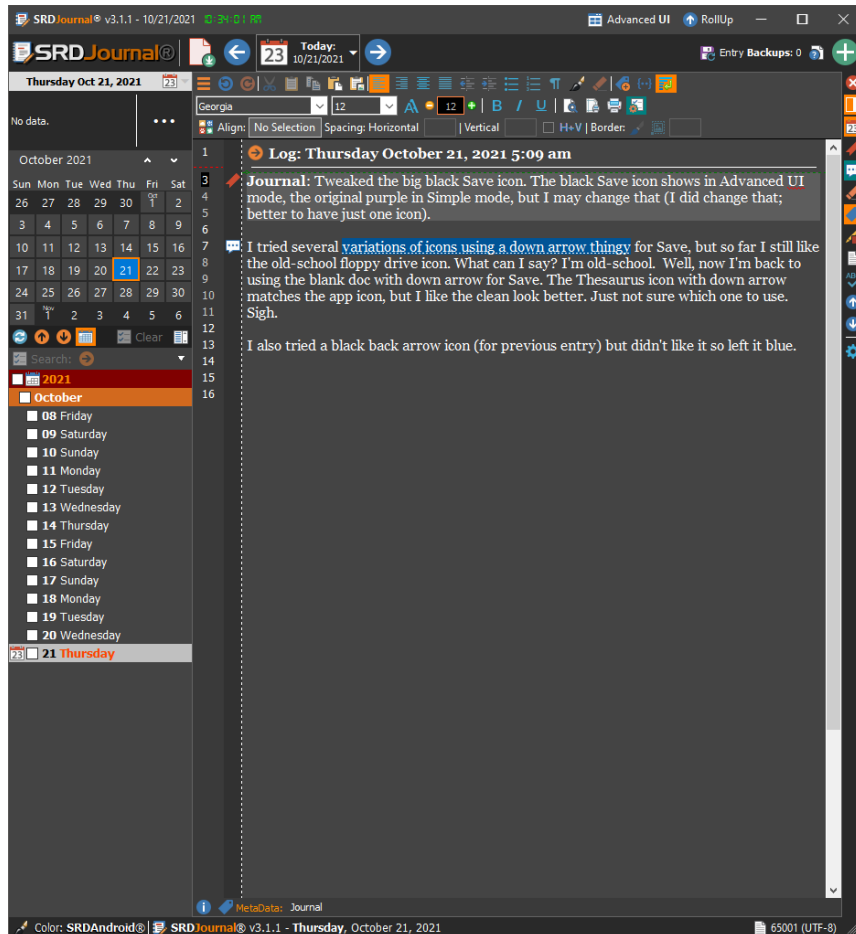 SRDJournal® v3.1.1 - 10/21/2021
Advanced UI
RollUp
SRDJournal®
23
Today:
10/21/2021
Entry Backups: 0
Thursday Oct 21, 2021
23
No data.
Georgia
12
12
B I U
Align: No Selection Spacing: Horizontal | Vertical H+V | Border:
October 2021
Sun Mon Tue Wed Thu Fri Sat
26 27 28 29 30 Oct 1 2
3 4 5 6 7 8 9
10 11 12 13 14 15 16
17 18 19 20 21 22 23
24 25 26 27 28 29 30
31 Nov 1 2 3 4 5 6
Clear
Search:
2021
October
08 Friday
09 Saturday
10 Sunday
11 Monday
12 Tuesday
13 Wednesday
14 Thursday
15 Friday
16 Saturday
17 Sunday
18 Monday
19 Tuesday
20 Wednesday
23 21 Thursday
1 Log: Thursday October 21, 2021 5:09 am
3 Journal: Tweaked the big black Save icon. The black Save icon shows in Advanced UI
4 mode, the original purple in Simple mode, but I may change that (I did change that;
5 better to have just one icon).
6
7 I tried several variations of icons using a down arrow thingy for Save, but so far I still like
8 the old-school floppy drive icon. What can I say? I'm old-school. Well, now I'm back to
9 using the blank doc with down arrow for Save. The Thesaurus icon with down arrow
10 matches the app icon, but I like the clean look better. Just not sure which one to use.
11 Sigh.
12
13 I also tried a black back arrow icon (for previous entry) but didn't like it so left it blue.
14
15
16
MetaData: Journal
Color: SRDAndroid®
SRDJournal® v3.1.1 - Thursday, October 21, 2021
65001 (UTF-8)